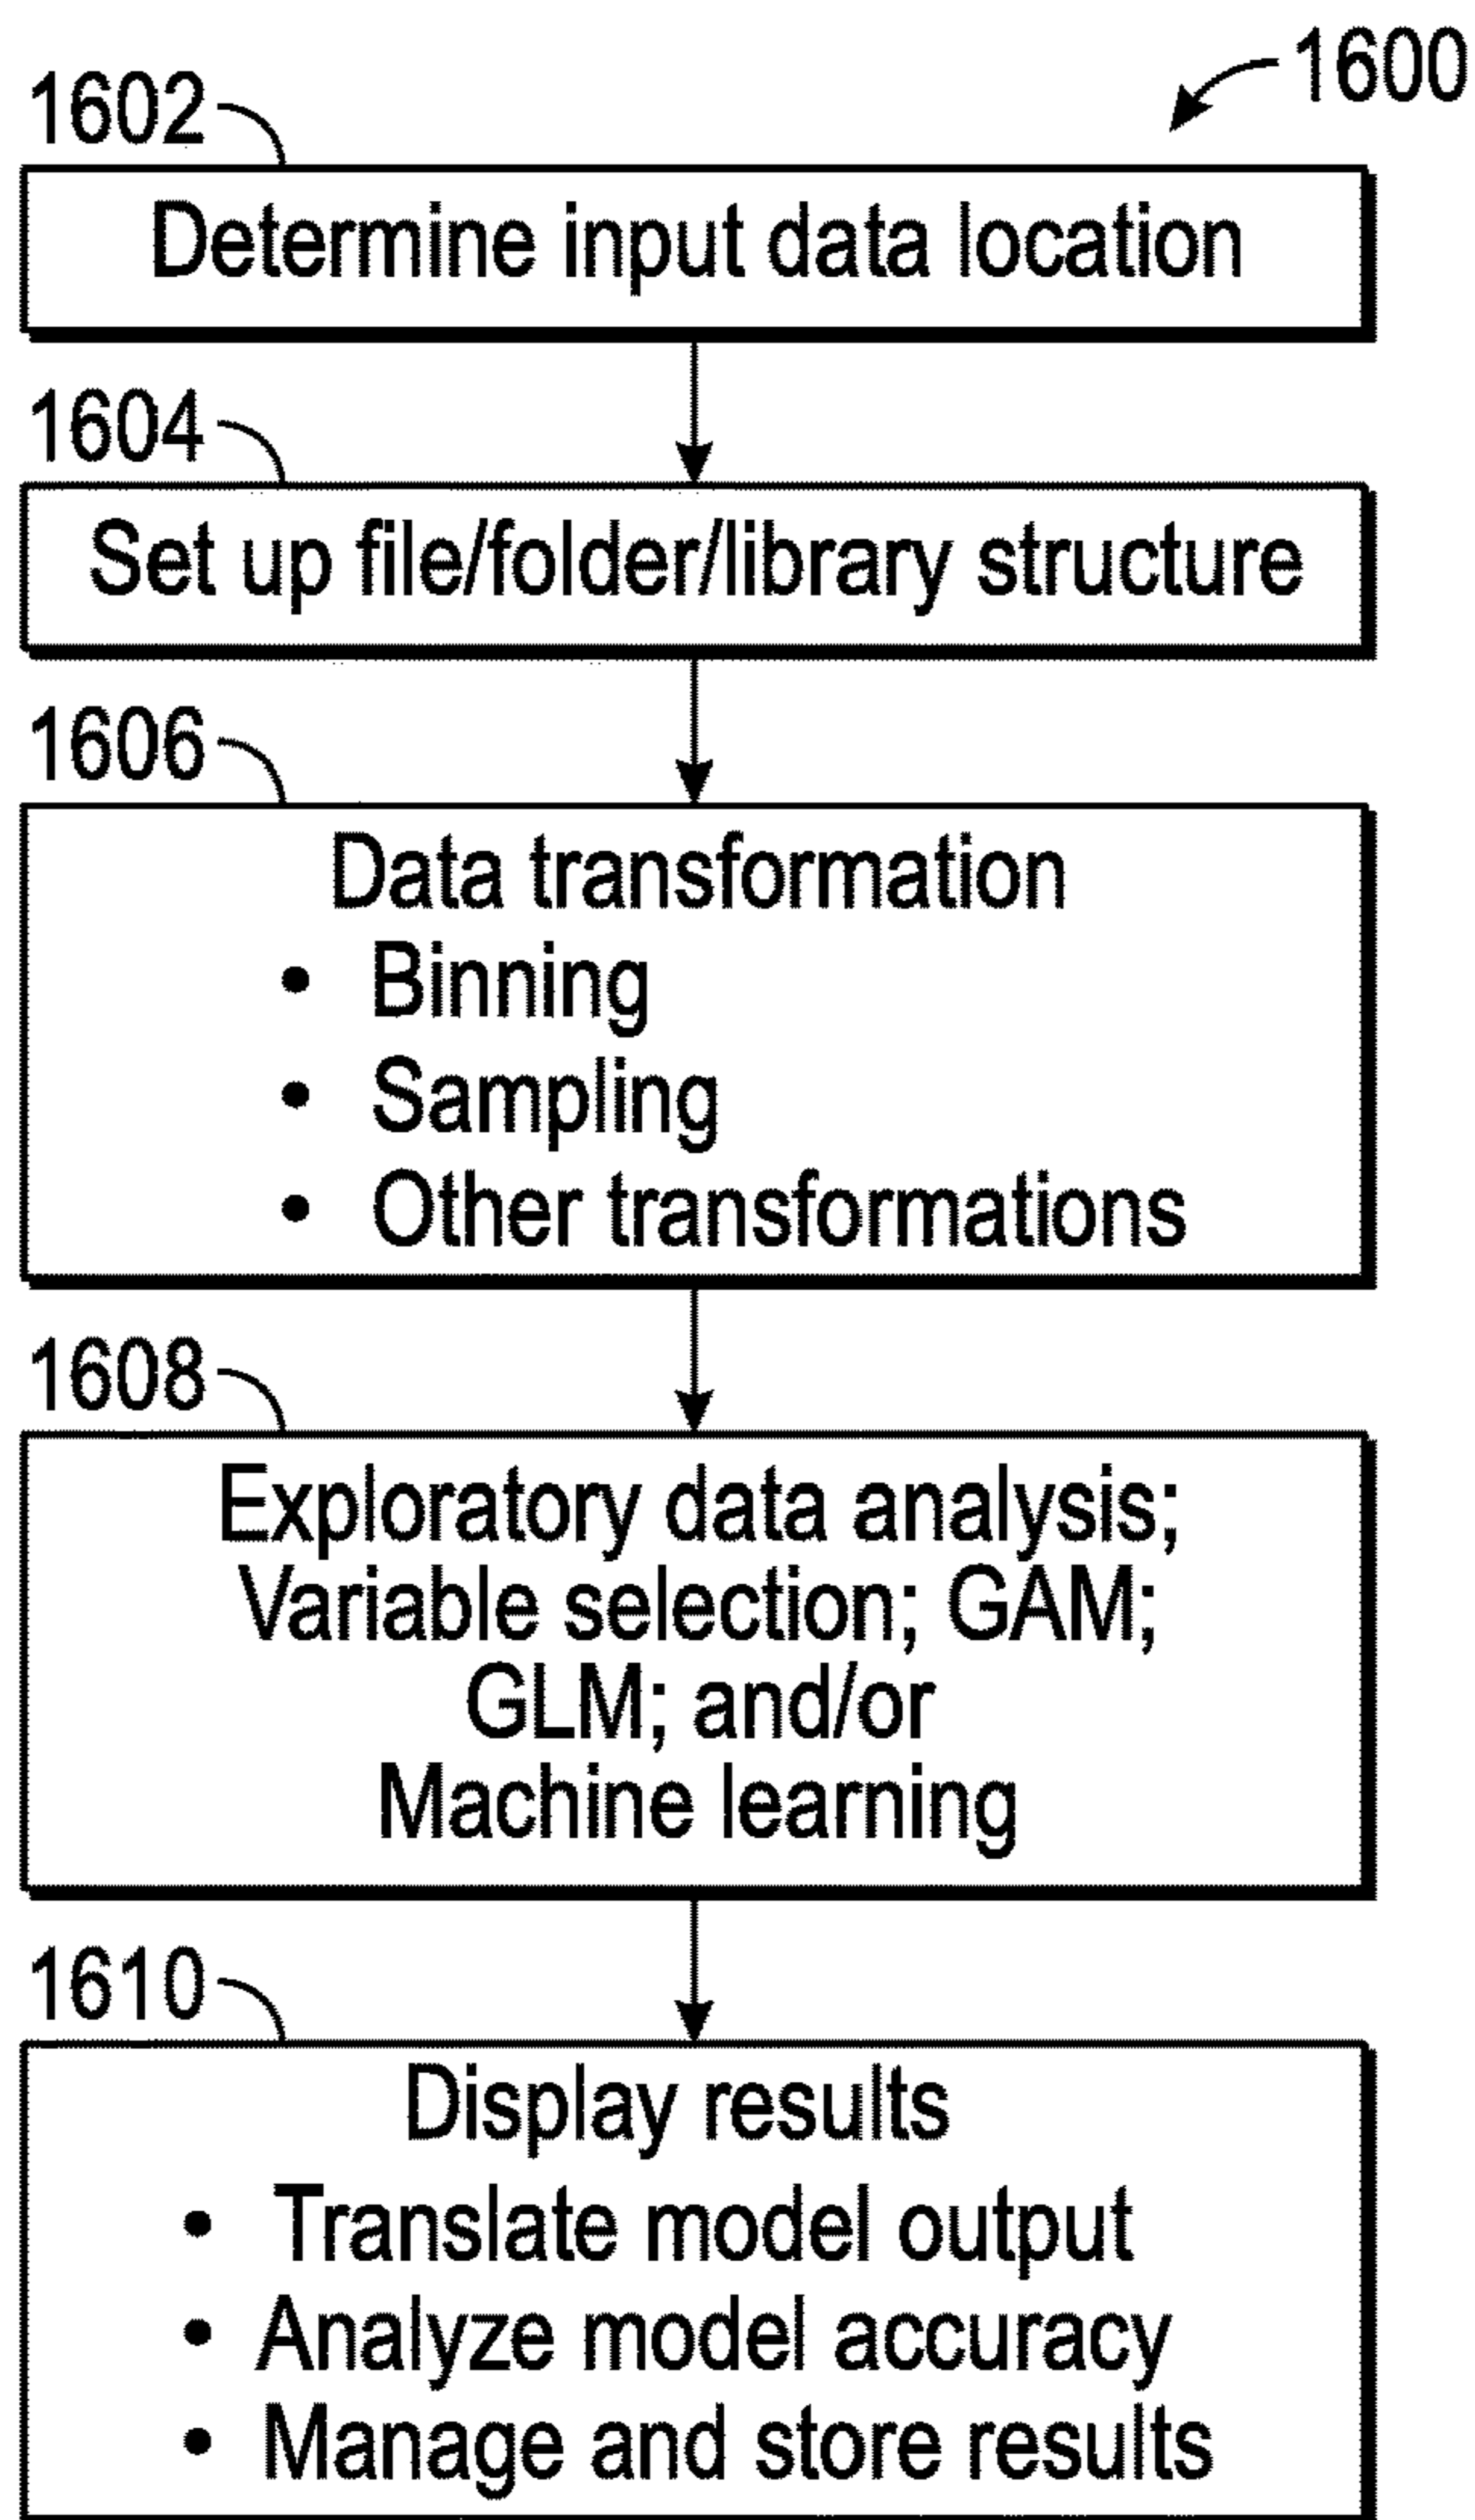 1600
1602
Determine input data location
1604
Set up file/folder/library structure
1606
Data transformation
• Binning
• Sampling
• Other transformations
1608
Exploratory data analysis;
Variable selection; GAM;
GLM; and/or
Machine learning
1610
Display results
• Translate model output
• Analyze model accuracy
• Manage and store results